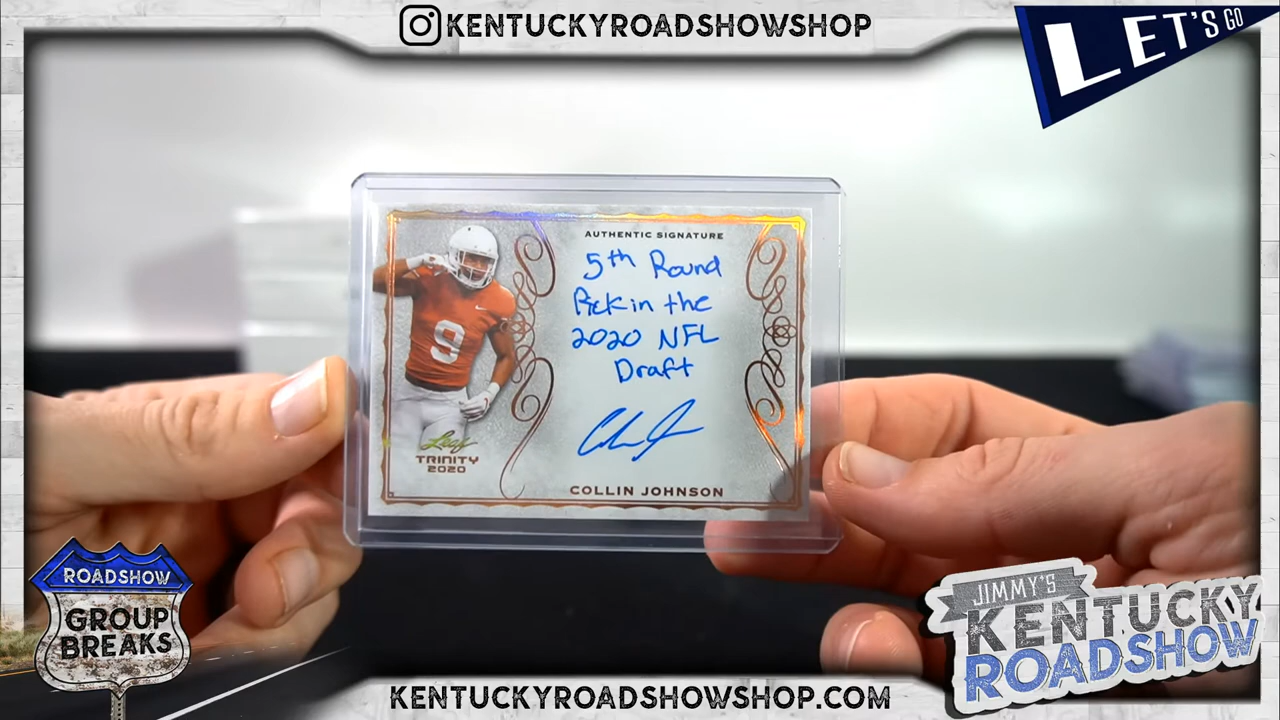 KENTUCKYROADSHOWSHOP
LET'S GO
AUTHENTIC SIGNATURE
5th Round
Pick in the
2020 NFL
Draft
9
Leaf
TRINITY
2020
COLLIN JOHNSON
ROADSHOW
GROUP
BREAKS
JIMMY'S
KENTUCKY
ROADSHOW
KENTUCKYROADSHOWSHOP.COM